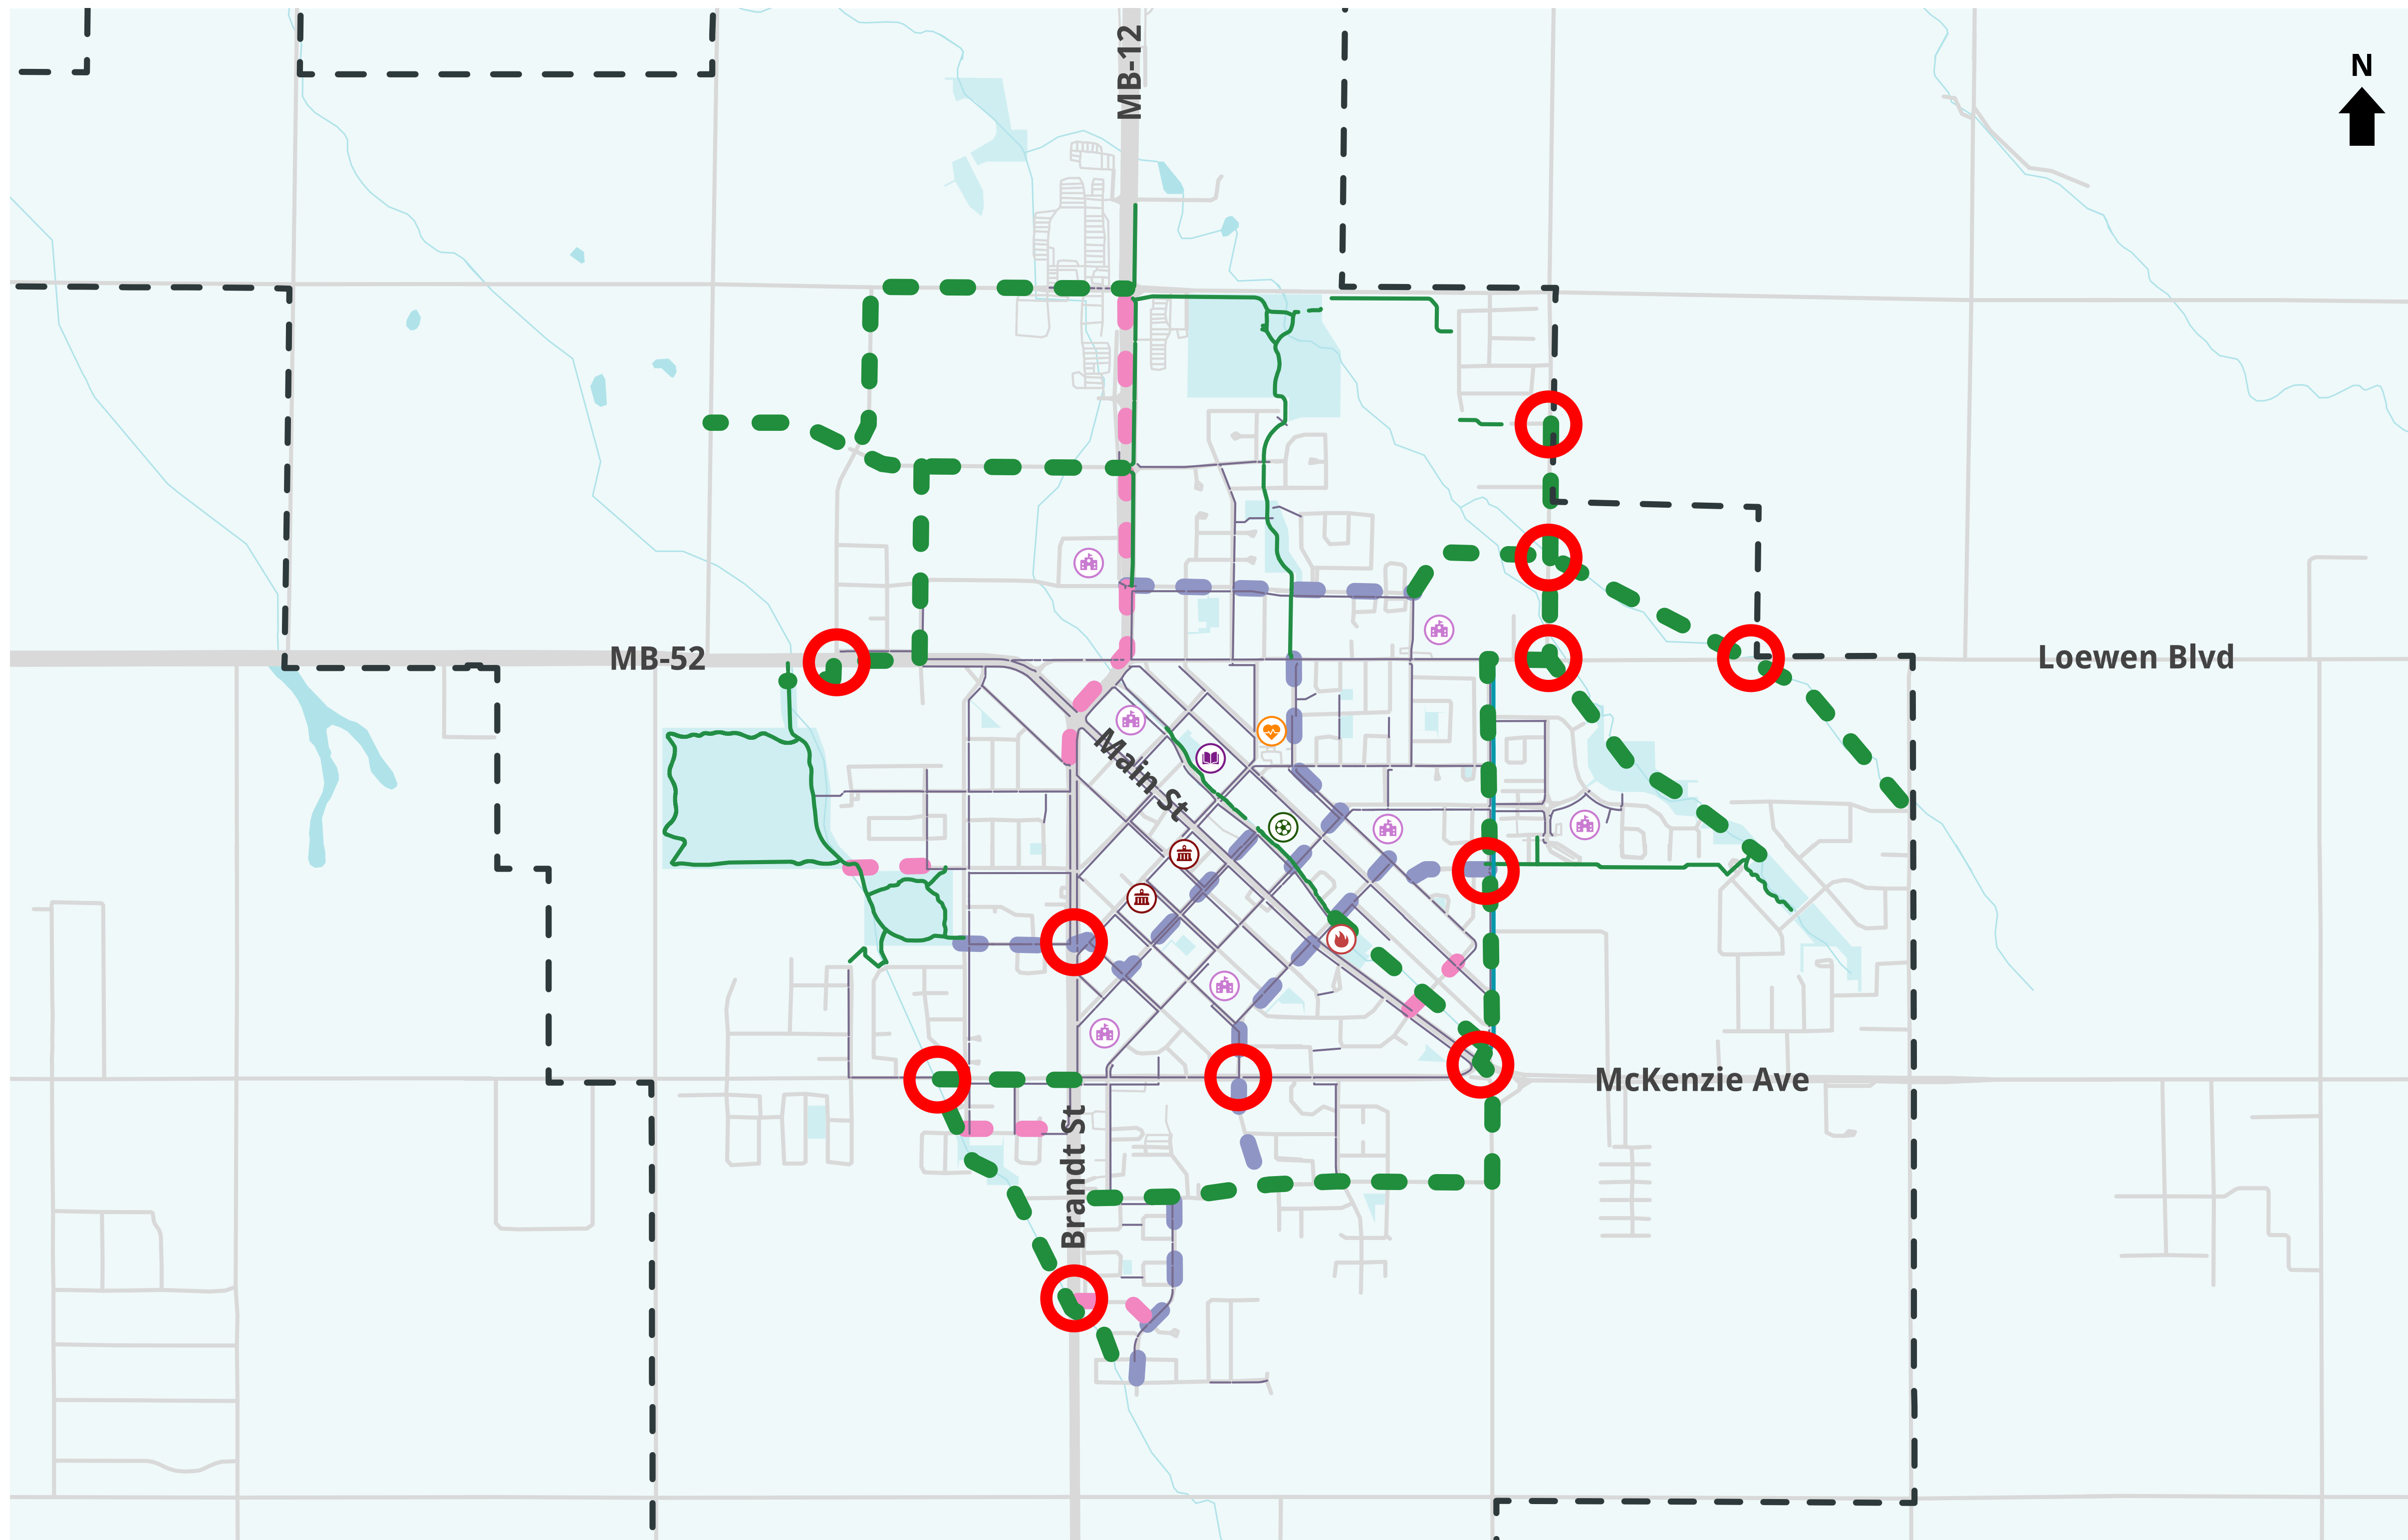 MB-12
N
MB-52
Loewen Blvd
Main St
McKenzie Ave
Brandt St